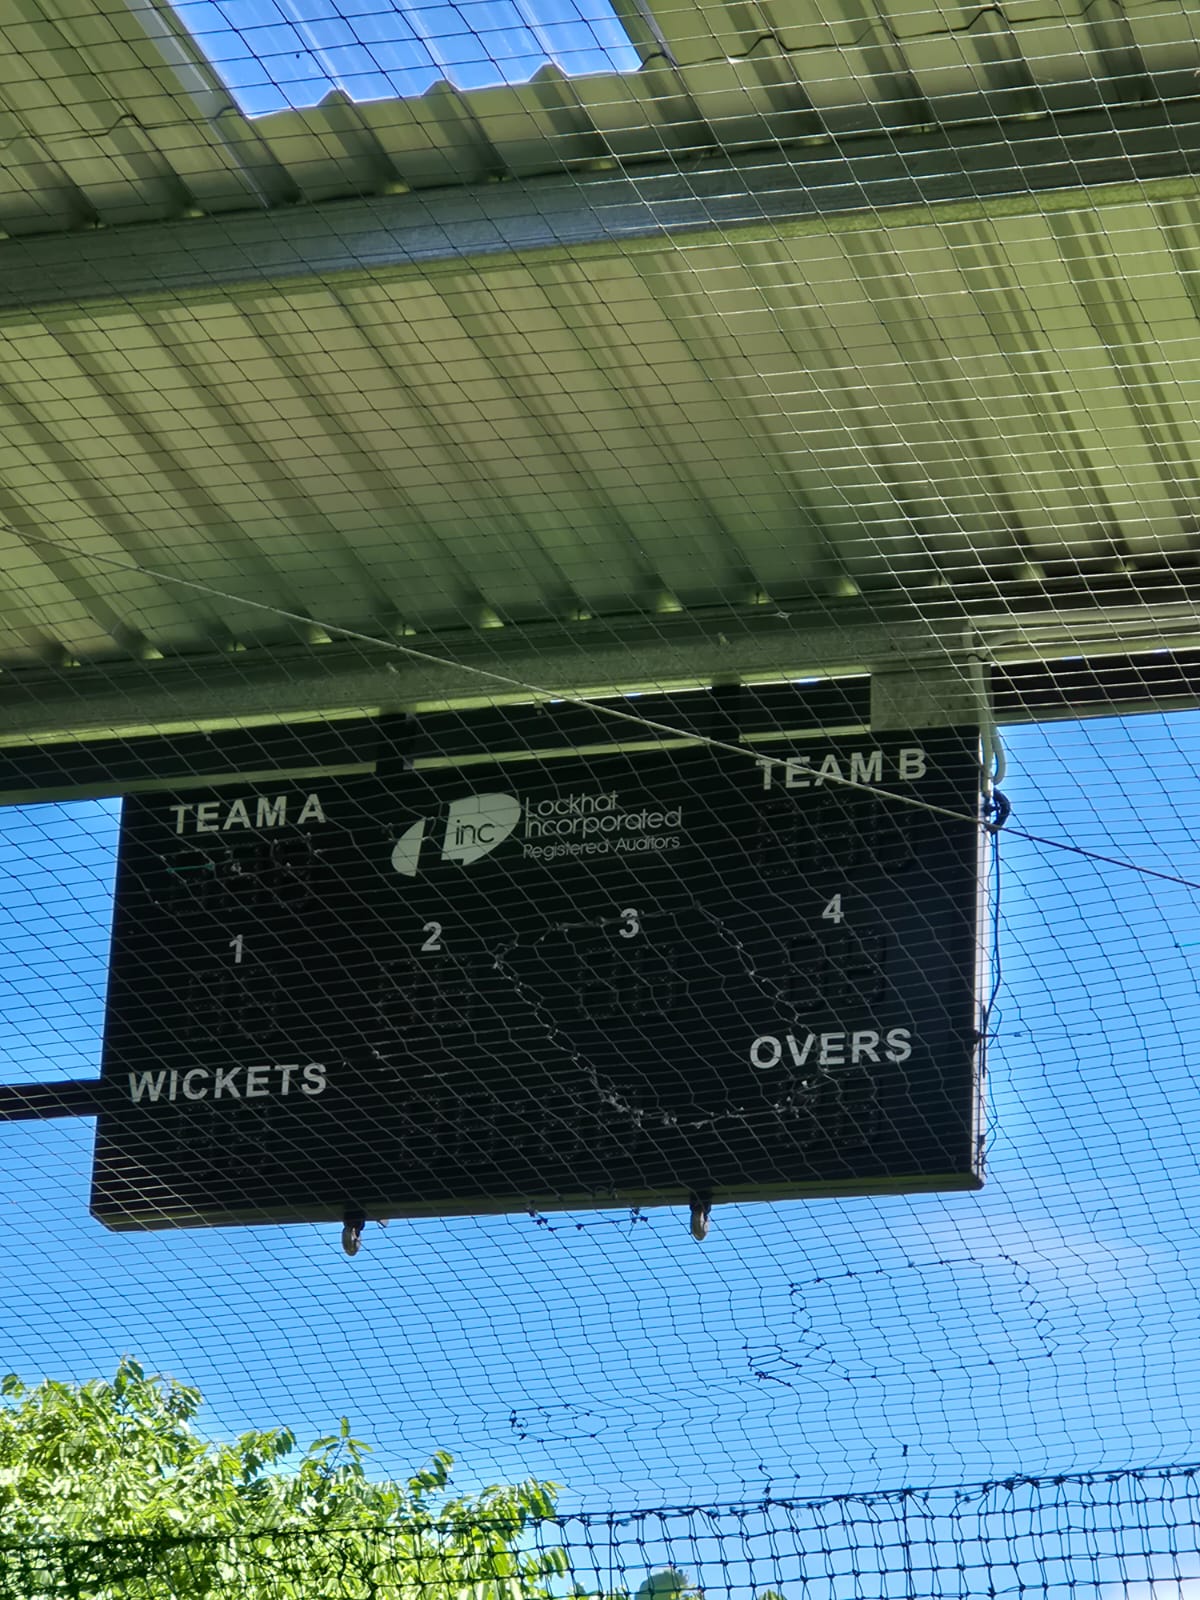 TEAM A
inc
Lockhat
Incorporated
Registered Auditors
TEAM B
1
2
3
4
WICKETS
OVERS